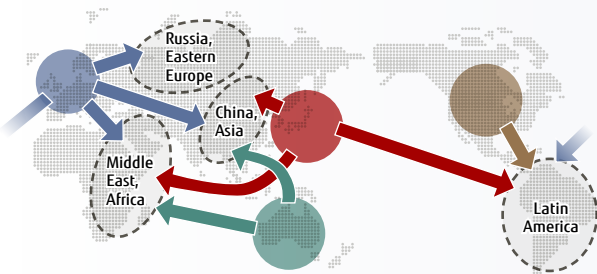 Russia,
Eastern
Europe
China,
Asia
Middle
East,
Africa
Latin
America